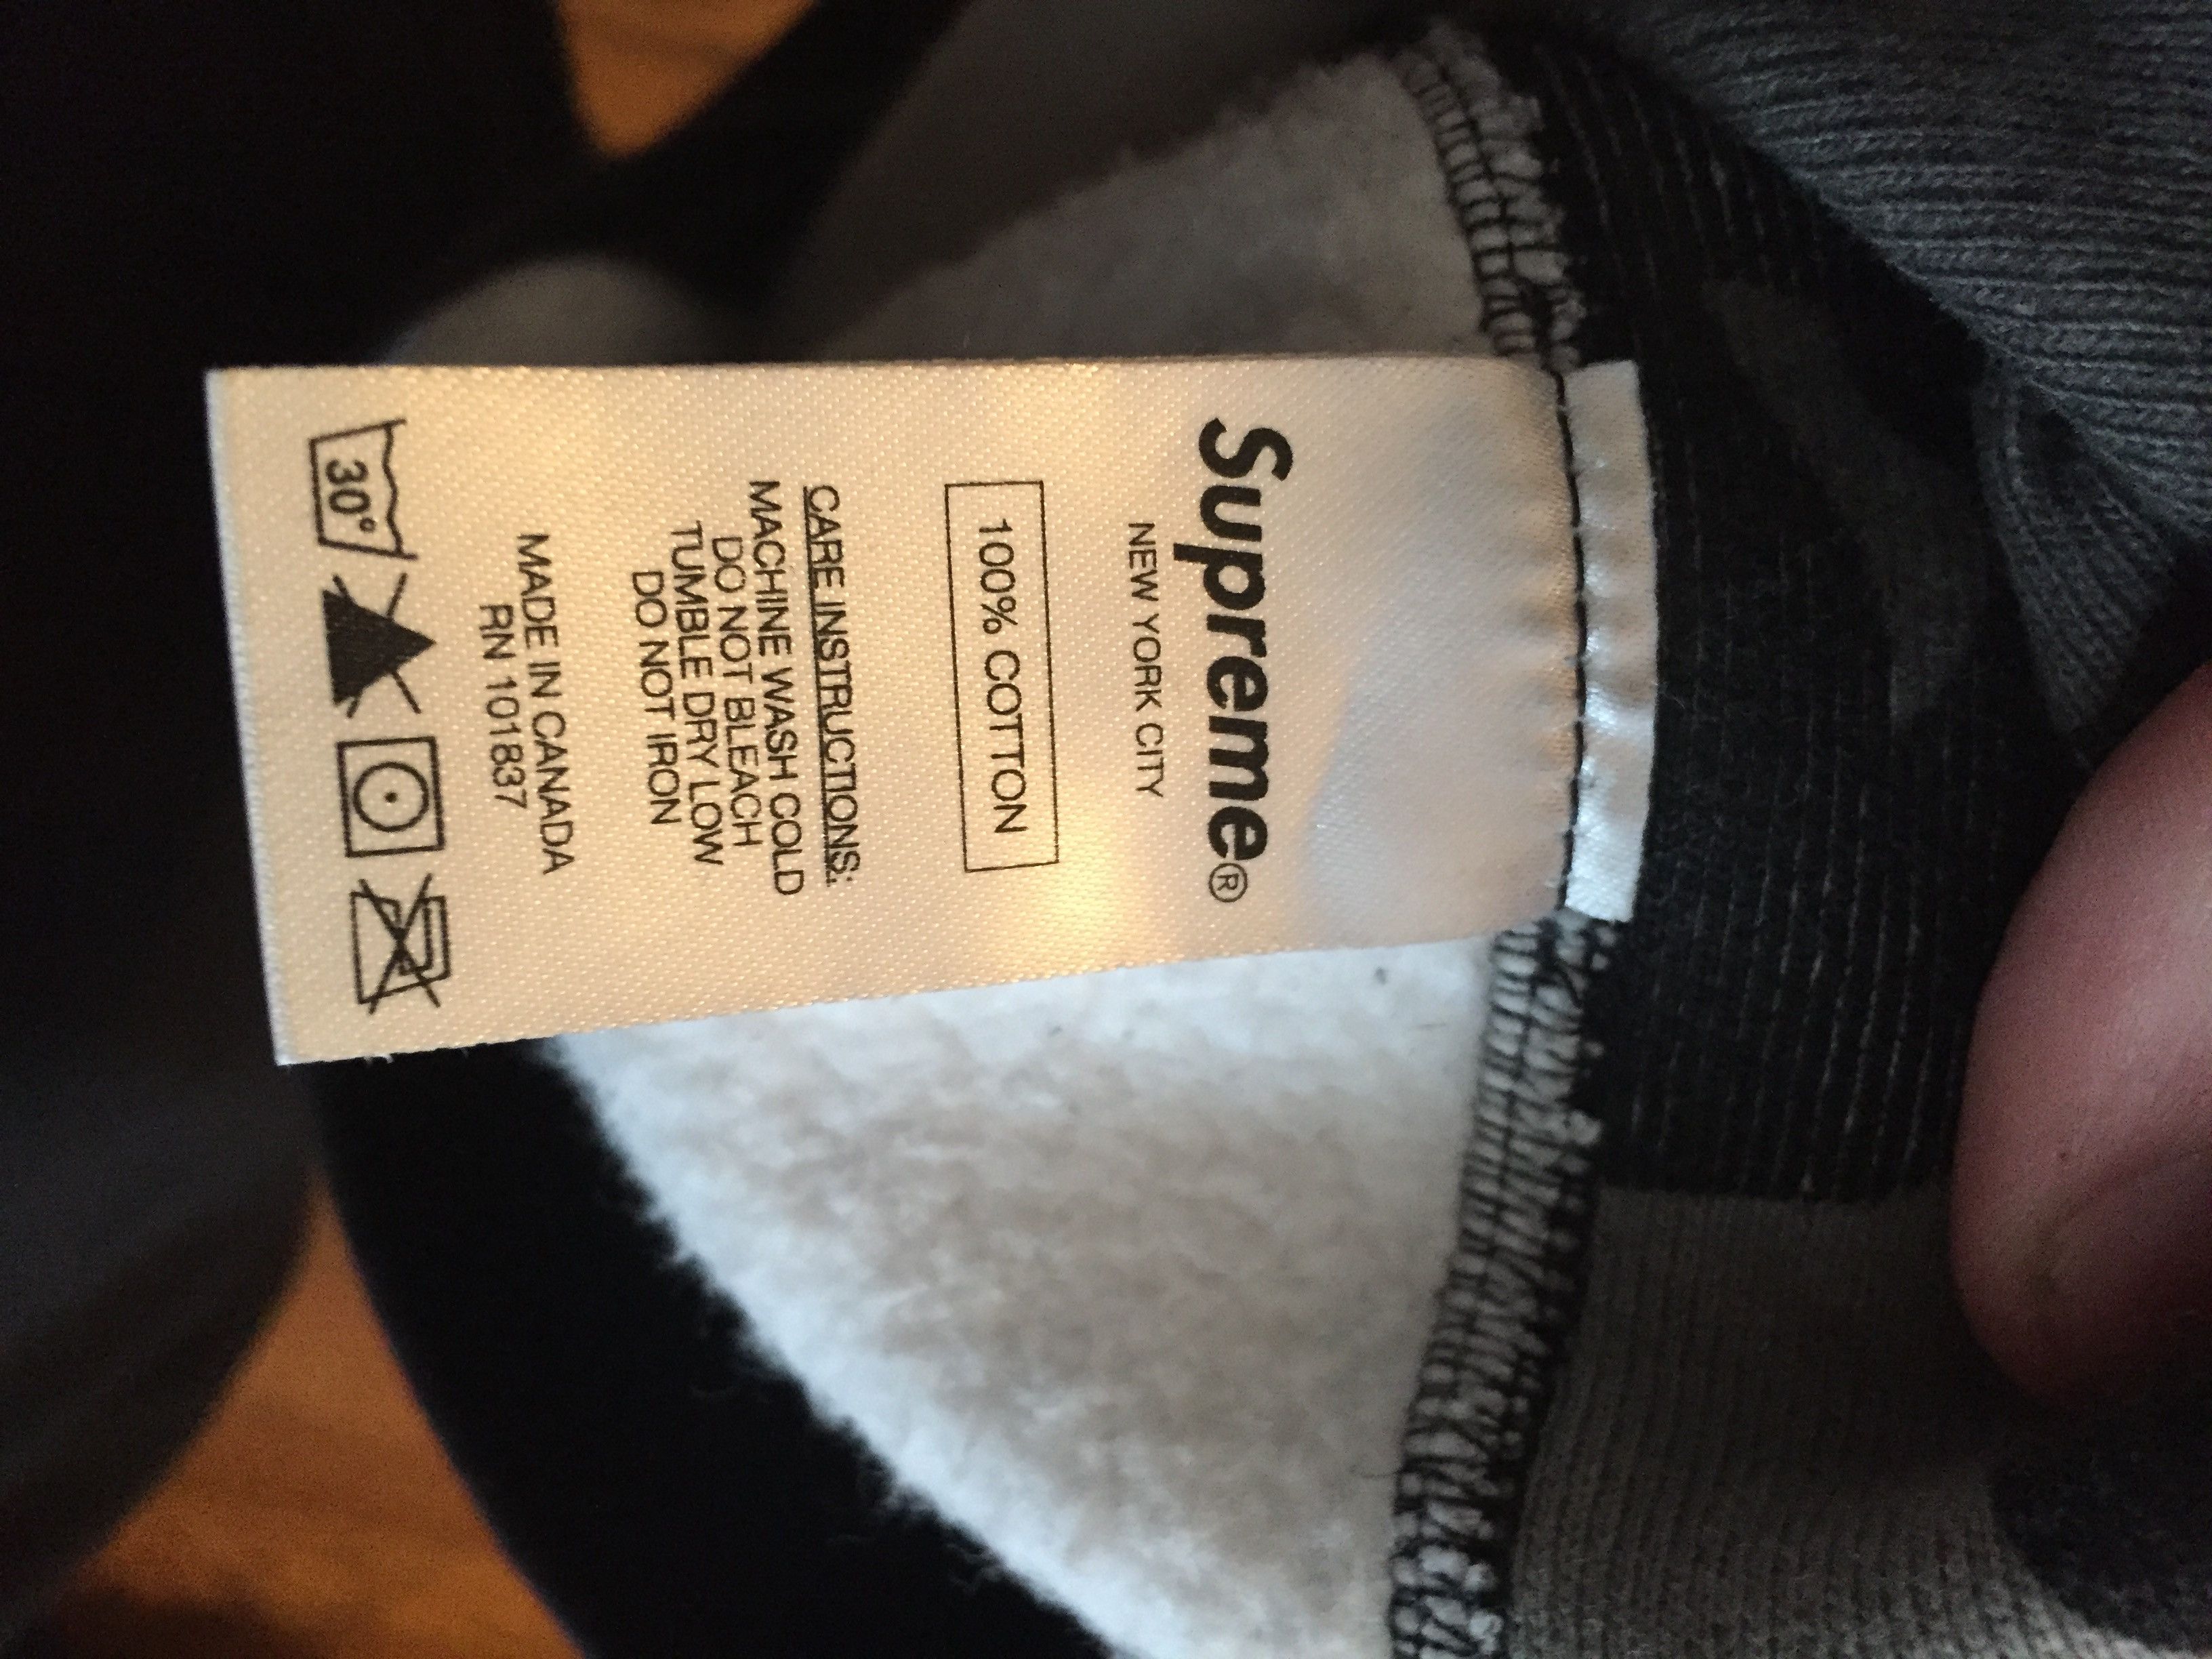 Supreme®
NEW YORK CITY
100% COTTON
CARE INSTRUCTIONS:
MACHINE WASH COLD
DO NOT BLEACH
TUMBLE DRY LOW
DO NOT IRON
MADE IN CANADA
RN 101837
30°